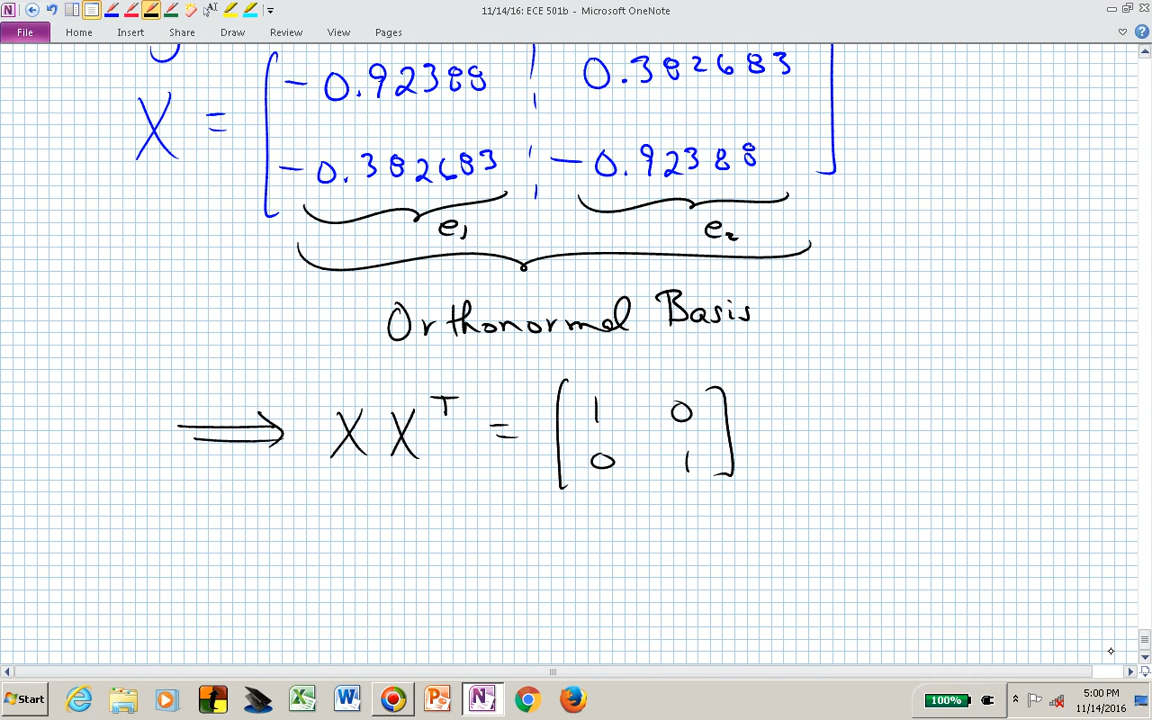 11/14/16: ECE 501b - Microsoft OneNote
File Home Insert Share Draw Review View Pages
-0.92388 0.382683
X =
-0.382683 -0.92388
e1 e2
Orthonormal Basis
⟹ X X^T = [1 0
0 1]
Start 100% 5:00 PM
11/14/2016